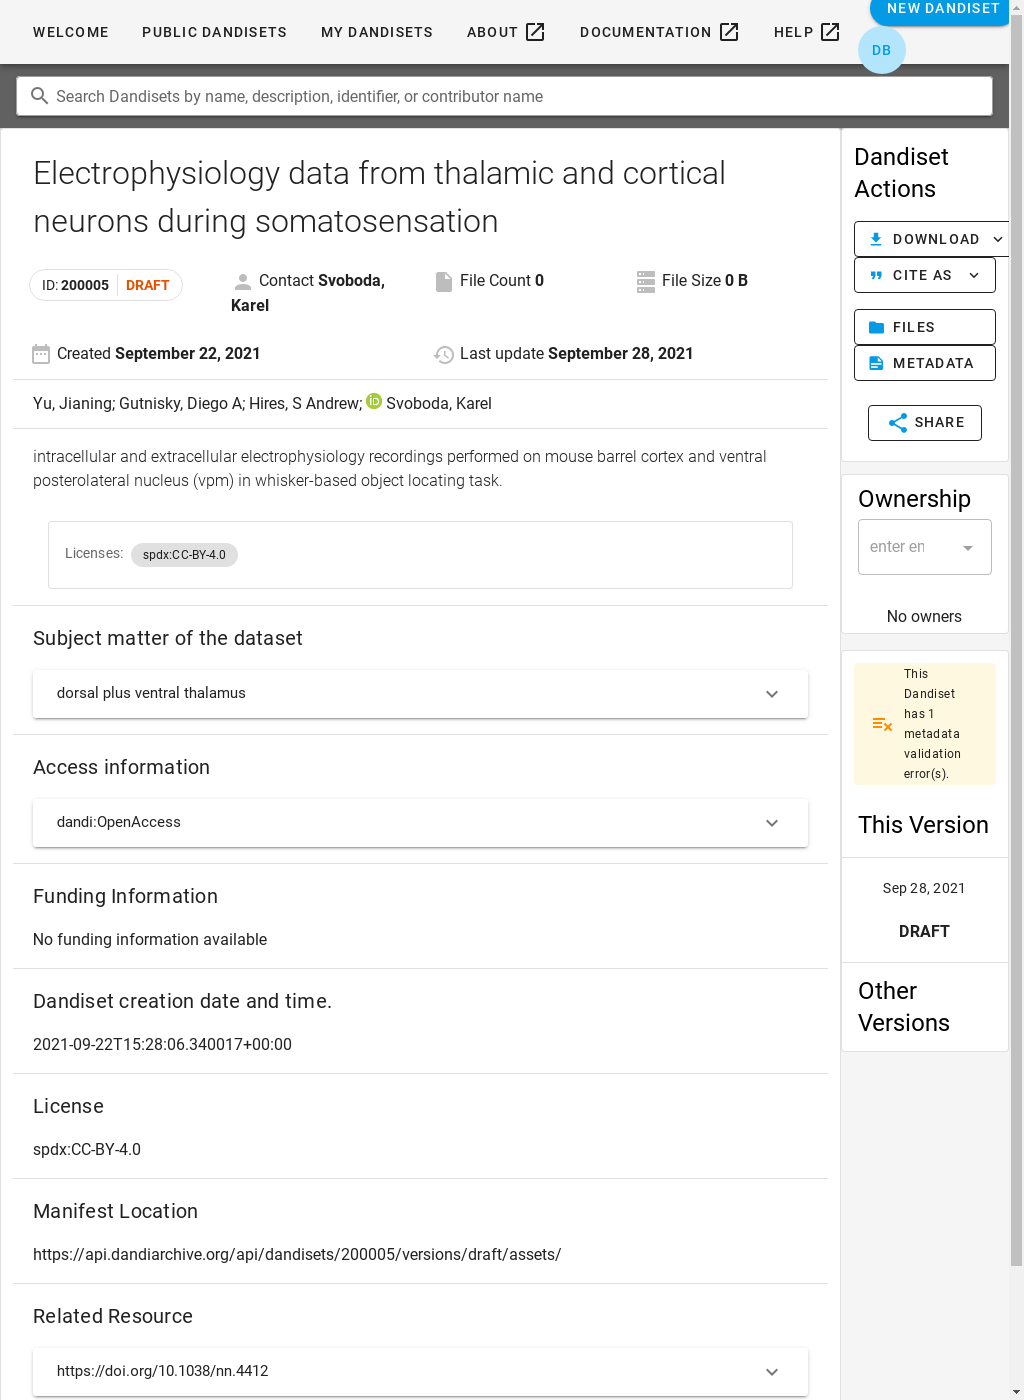 WELCOME PUBLIC DANDISETS MY DANDISETS ABOUT DOCUMENTATION HELP NEW DANDISET
DB
Search Dandisets by name, description, identifier, or contributor name
Electrophysiology data from thalamic and cortical
neurons during somatosensation
ID: 200005 DRAFT
Contact Svoboda,
Karel
File Count 0
File Size 0 B
Created September 22, 2021
Last update September 28, 2021
Yu, Jianing; Gutnisky, Diego A; Hires, S Andrew; iD Svoboda, Karel
intracellular and extracellular electrophysiology recordings performed on mouse barrel cortex and ventral
posterolateral nucleus (vpm) in whisker-based object locating task.
Licenses: spdx:CC-BY-4.0
Subject matter of the dataset
dorsal plus ventral thalamus
Access information
dandi:OpenAccess
Funding Information
No funding information available
Dandiset creation date and time.
2021-09-22T15:28:06.340017+00:00
License
spdx:CC-BY-4.0
Manifest Location
https://api.dandiarchive.org/api/dandisets/200005/versions/draft/assets/
Related Resource
https://doi.org/10.1038/nn.4412
Dandiset
Actions
DOWNLOAD
CITE AS
FILES
METADATA
SHARE
Ownership
enter en
No owners
This
Dandiset
has 1
metadata
validation
error(s).
This Version
Sep 28, 2021
DRAFT
Other
Versions